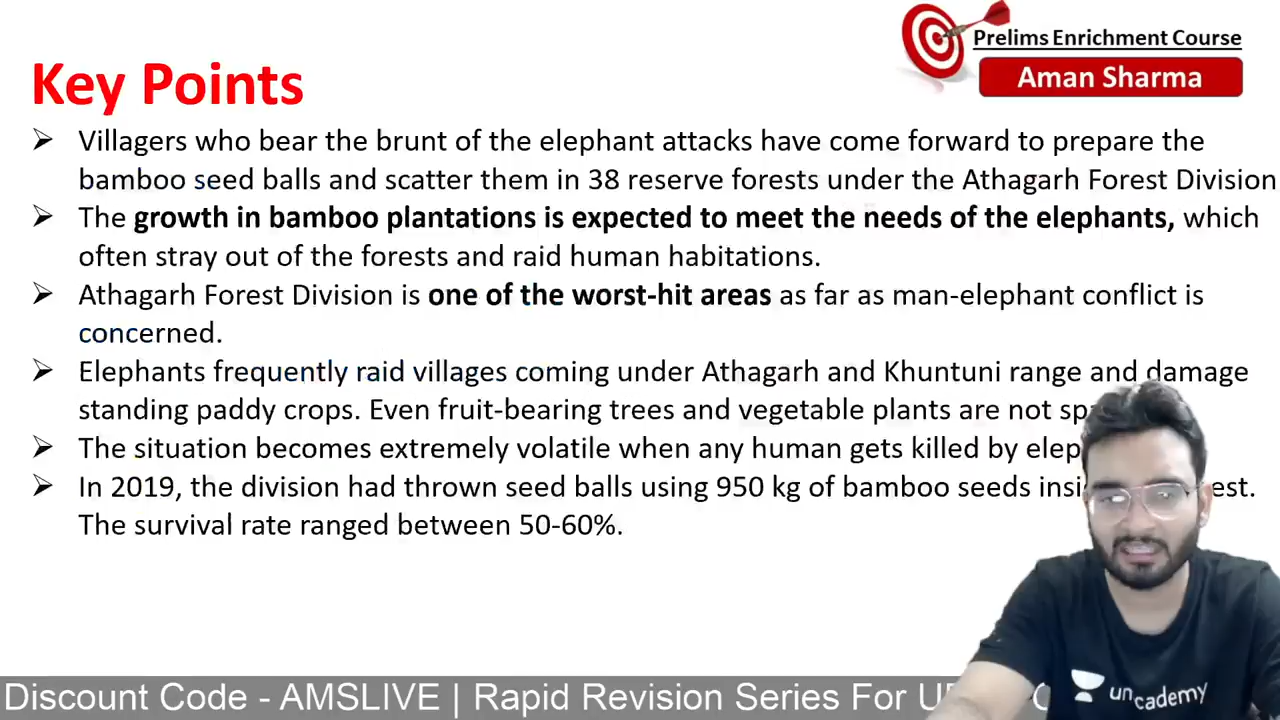 Prelims Enrichment Course
Aman Sharma
Key Points
➢ Villagers who bear the brunt of the elephant attacks have come forward to prepare the
bamboo seed balls and scatter them in 38 reserve forests under the Athagarh Forest Division
➢ The growth in bamboo plantations is expected to meet the needs of the elephants, which
often stray out of the forests and raid human habitations.
➢ Athagarh Forest Division is one of the worst-hit areas as far as man-elephant conflict is
concerned.
➢ Elephants frequently raid villages coming under Athagarh and Khuntuni range and damage
standing paddy crops. Even fruit-bearing trees and vegetable plants are not
➢ The situation becomes extremely volatile when any human gets killed by
➢ In 2019, the division had thrown seed balls using 950 kg of bamboo seeds
The survival rate ranged between 50-60%.
unacademy
Discount Code - AMSLIVE | Rapid Revision Series For